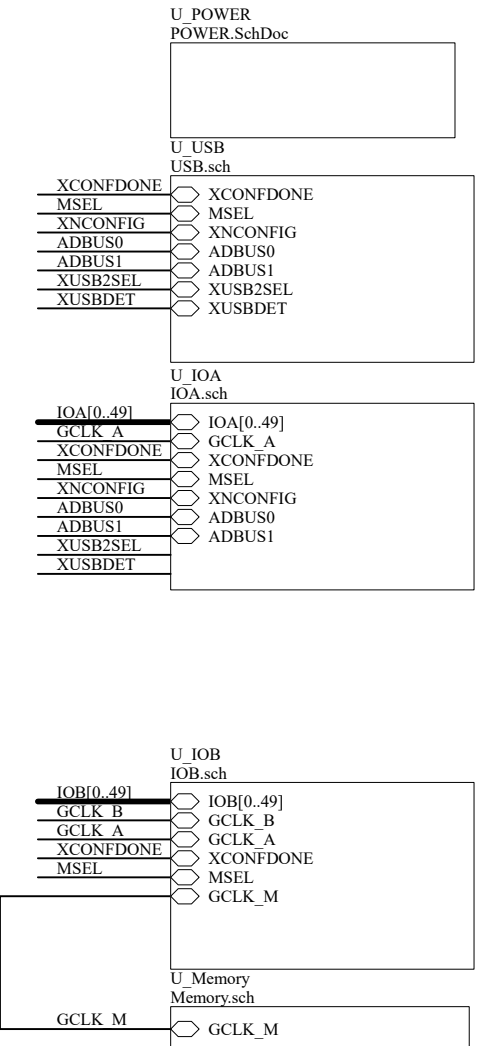 U_POWER
POWER.SchDoc
U_USB
USB.sch
XCONFDONE XCONFDONE
MSEL MSEL
XNCONFIG XNCONFIG
ADBUS0 ADBUS0
ADBUS1 ADBUS1
XUSB2SEL XUSB2SEL
XUSBDET XUSBDET
U_IOA
IOA.sch
IOA[0..49] IOA[0..49]
GCLK_A GCLK_A
XCONFDONE XCONFDONE
MSEL MSEL
XNCONFIG XNCONFIG
ADBUS0 ADBUS0
ADBUS1 ADBUS1
XUSB2SEL
XUSBDET
U_IOB
IOB.sch
IOB[0..49] IOB[0..49]
GCLK_B GCLK_B
GCLK_A GCLK_A
XCONFDONE XCONFDONE
MSEL MSEL
GCLK_M
U_Memory
Memory.sch
GCLK_M GCLK_M